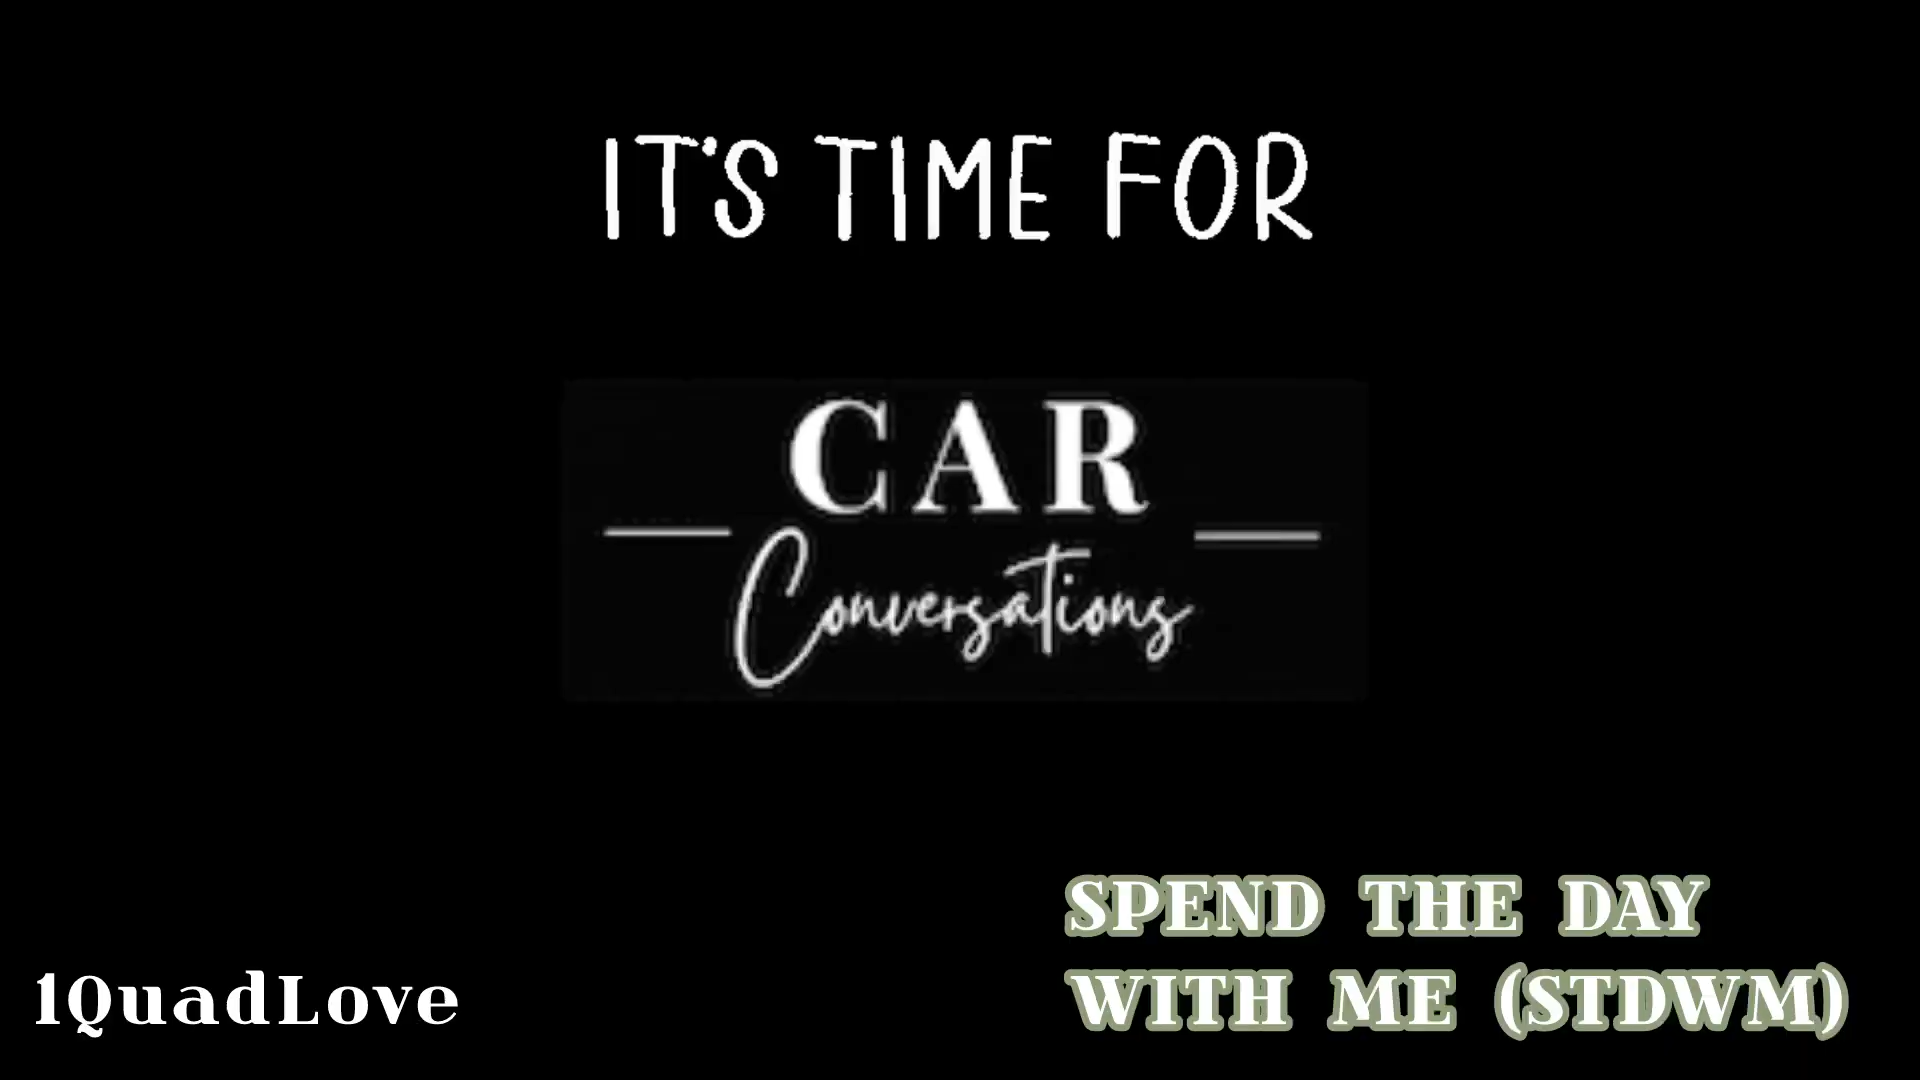 IT'S TIME FOR
CAR
Conversations
SPEND THE DAY
WITH ME (STDWM)
1QuadLove